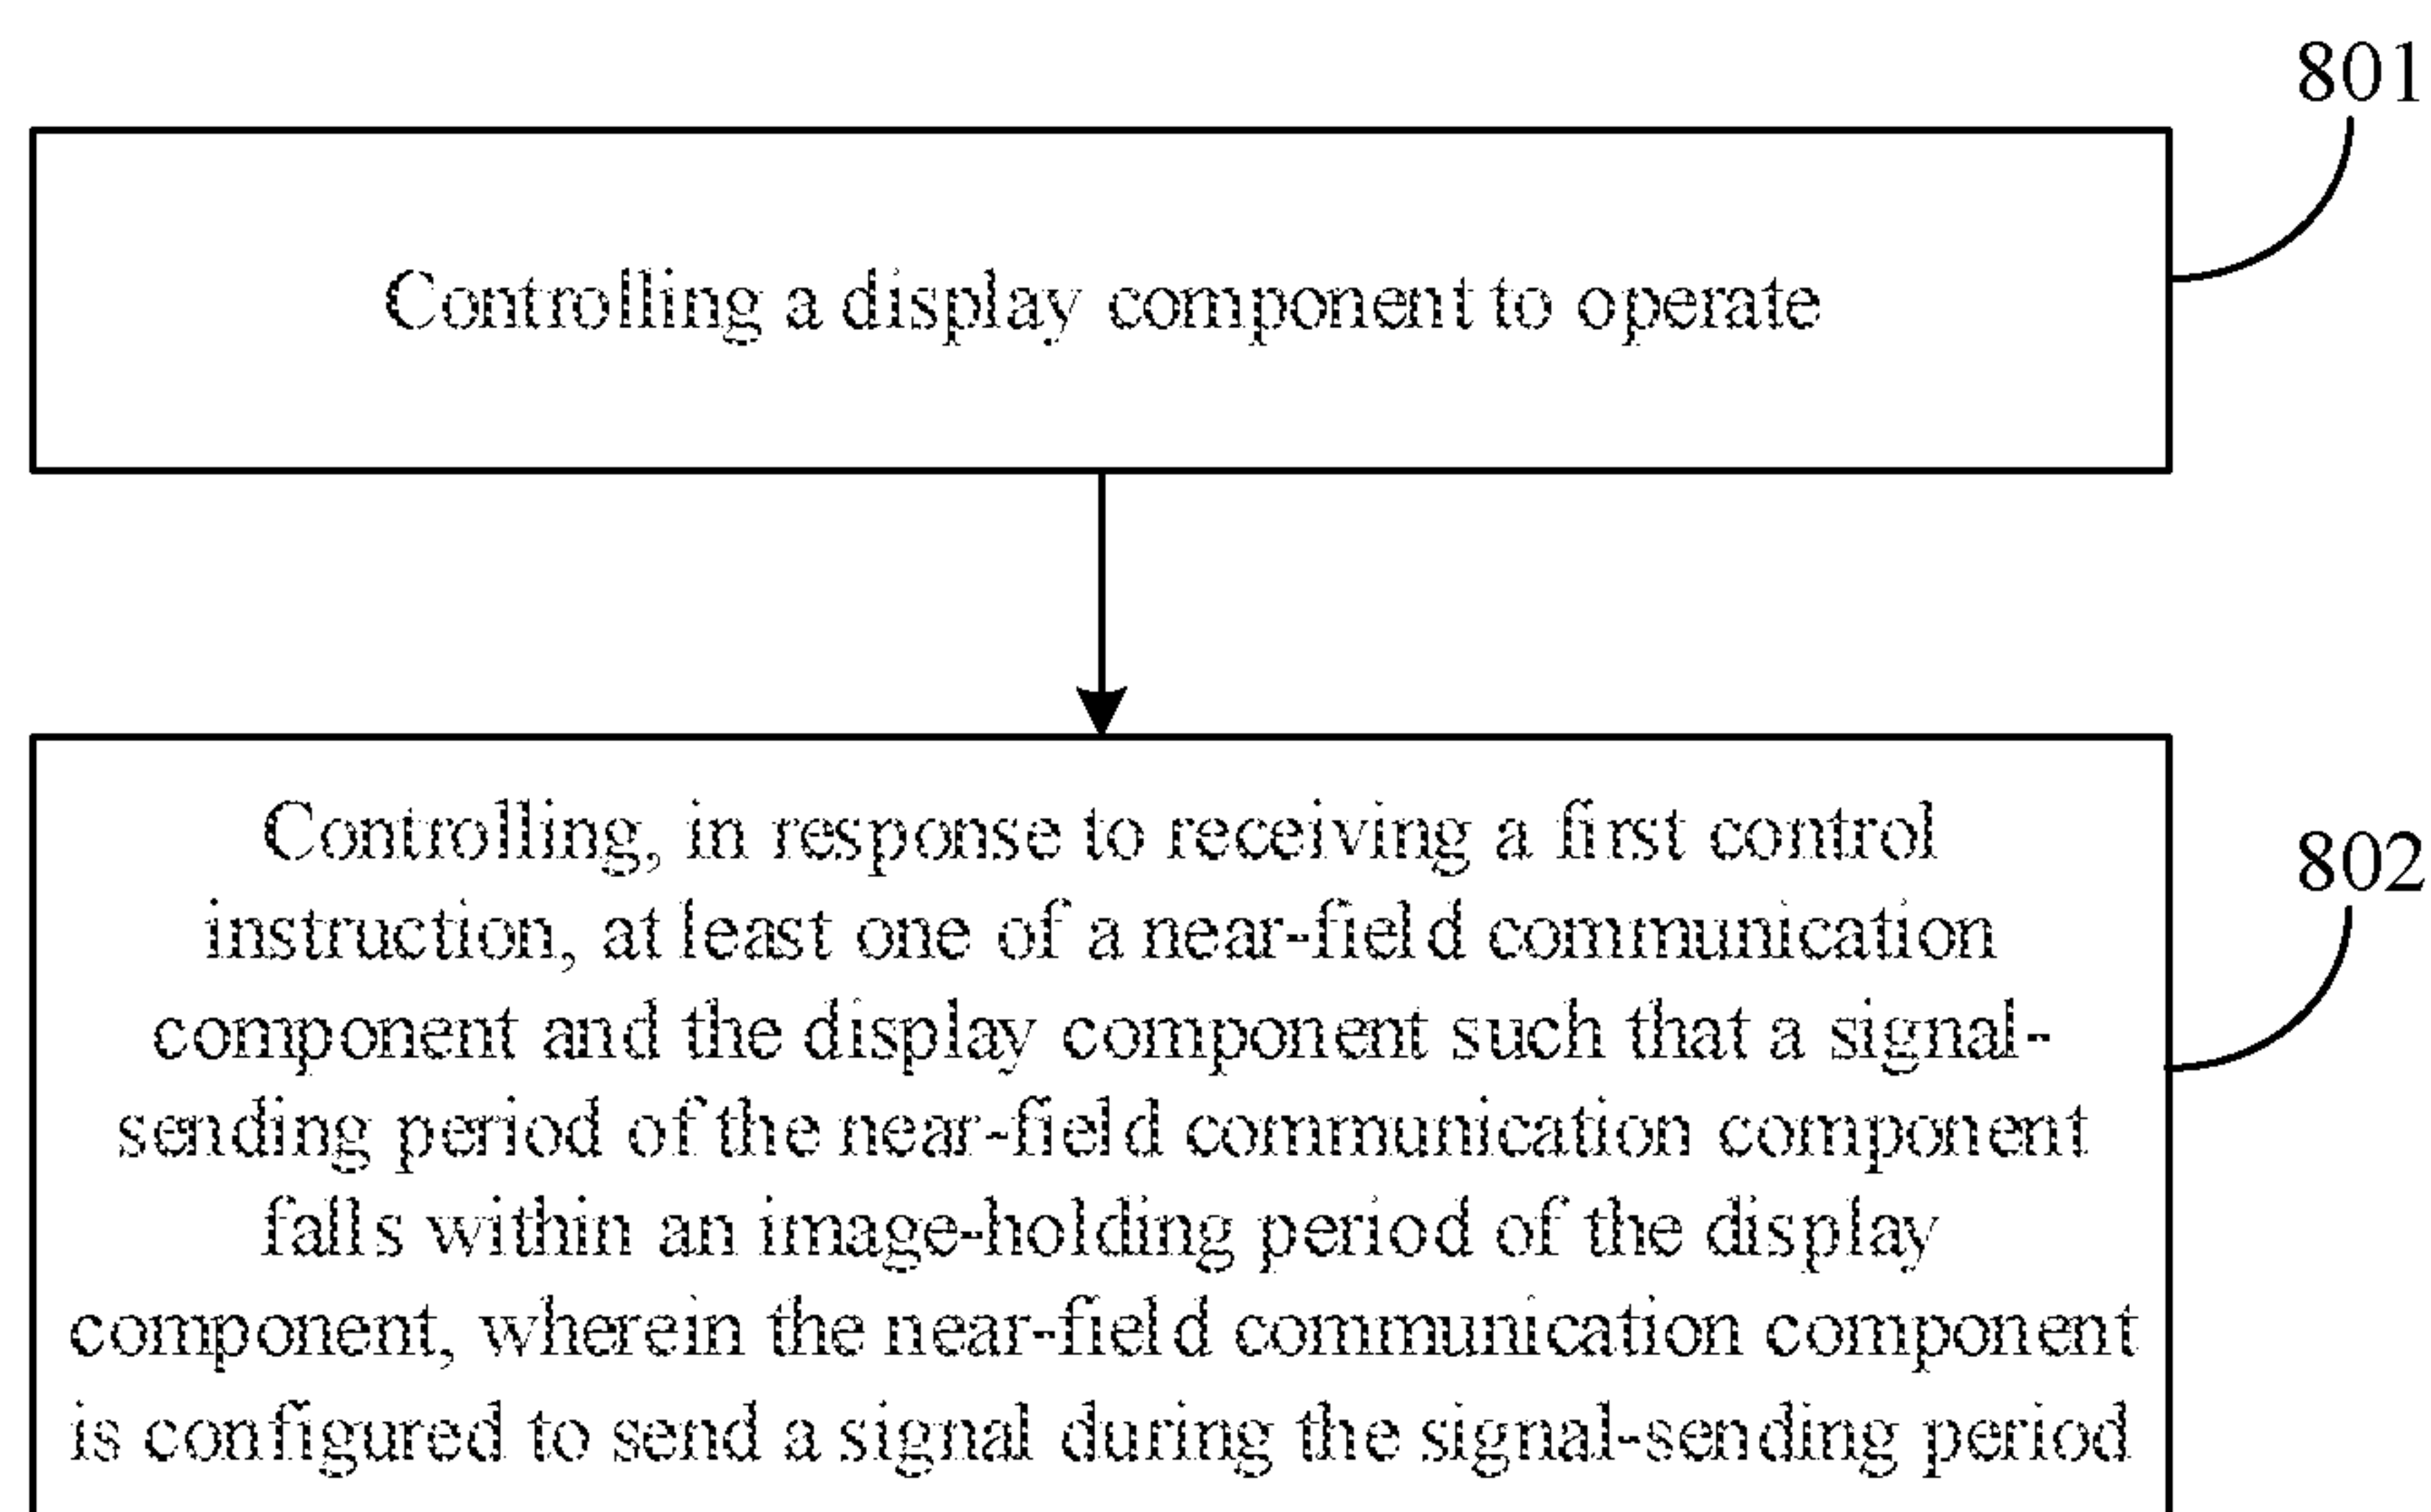 801
Controlling a display component to operate
Controlling, in response to receiving a first control
instruction, at least one of a near-field communication
component and the display component such that a signal-
sending period of the near-field communication component
falls within an image-holding period of the display
component, wherein the near-field communication component
is configured to send a signal during the signal-sending period
802